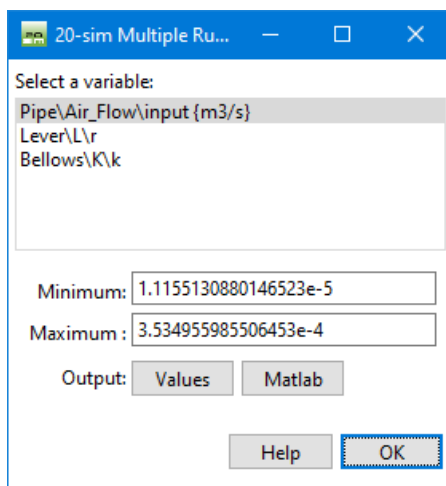 20-sim Multiple Ru...
Select a variable:
Pipe\Air_Flow\input {m3/s}
Lever\L\r
Bellows\K\k
Minimum: 1.1155130880146523e-5
Maximum : 3.534955985506453e-4
Output: Values Matlab
Help OK